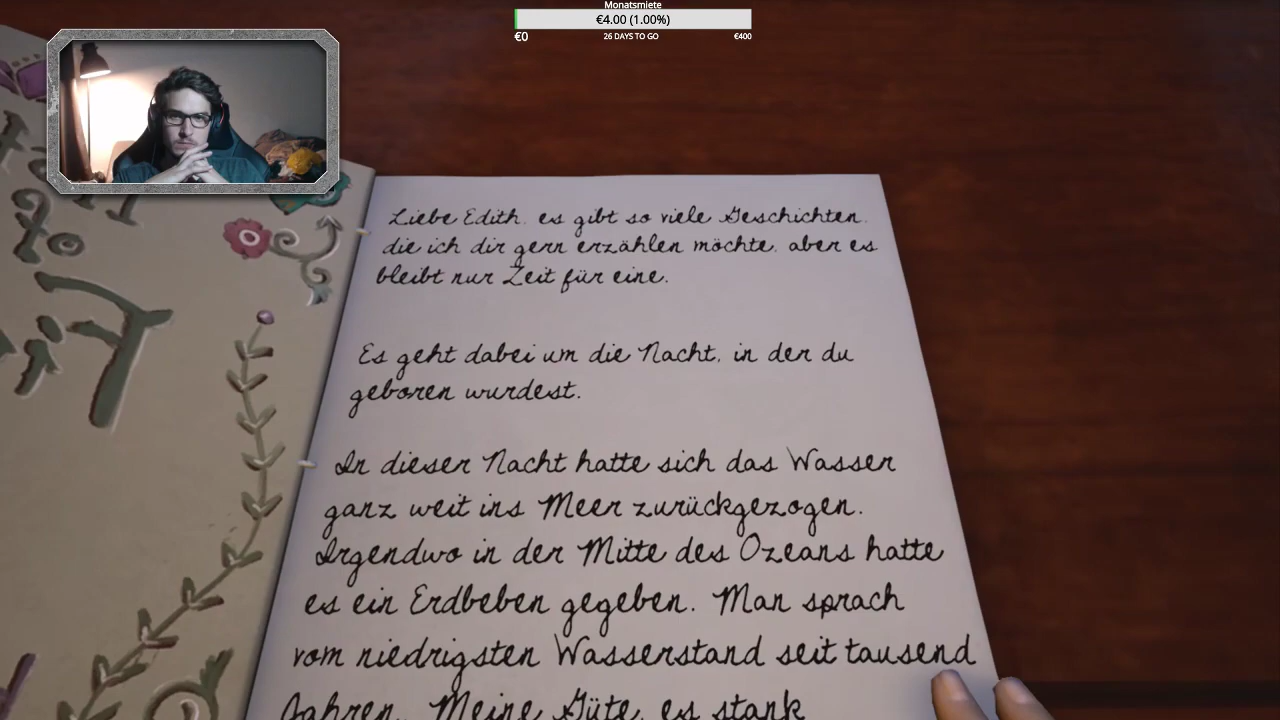 Monatsmiete
€4.00 (1.00%)
€0 26 DAYS TO GO €400
Liebe Edith, es gibt so viele Geschichten,
die ich dir gern erzählen möchte, aber es
bleibt nur Zeit für eine.
Es geht dabei um die Nacht, in der du
geboren wurdest.
In dieser Nacht hatte sich das Wasser
ganz weit ins Meer zurückgezogen.
Irgendwo in der Mitte des Ozeans hatte
es ein Erdbeben gegeben. Man sprach
vom niedrigsten Wasserstand seit tausend
Jahren. Meine Güte, es stank